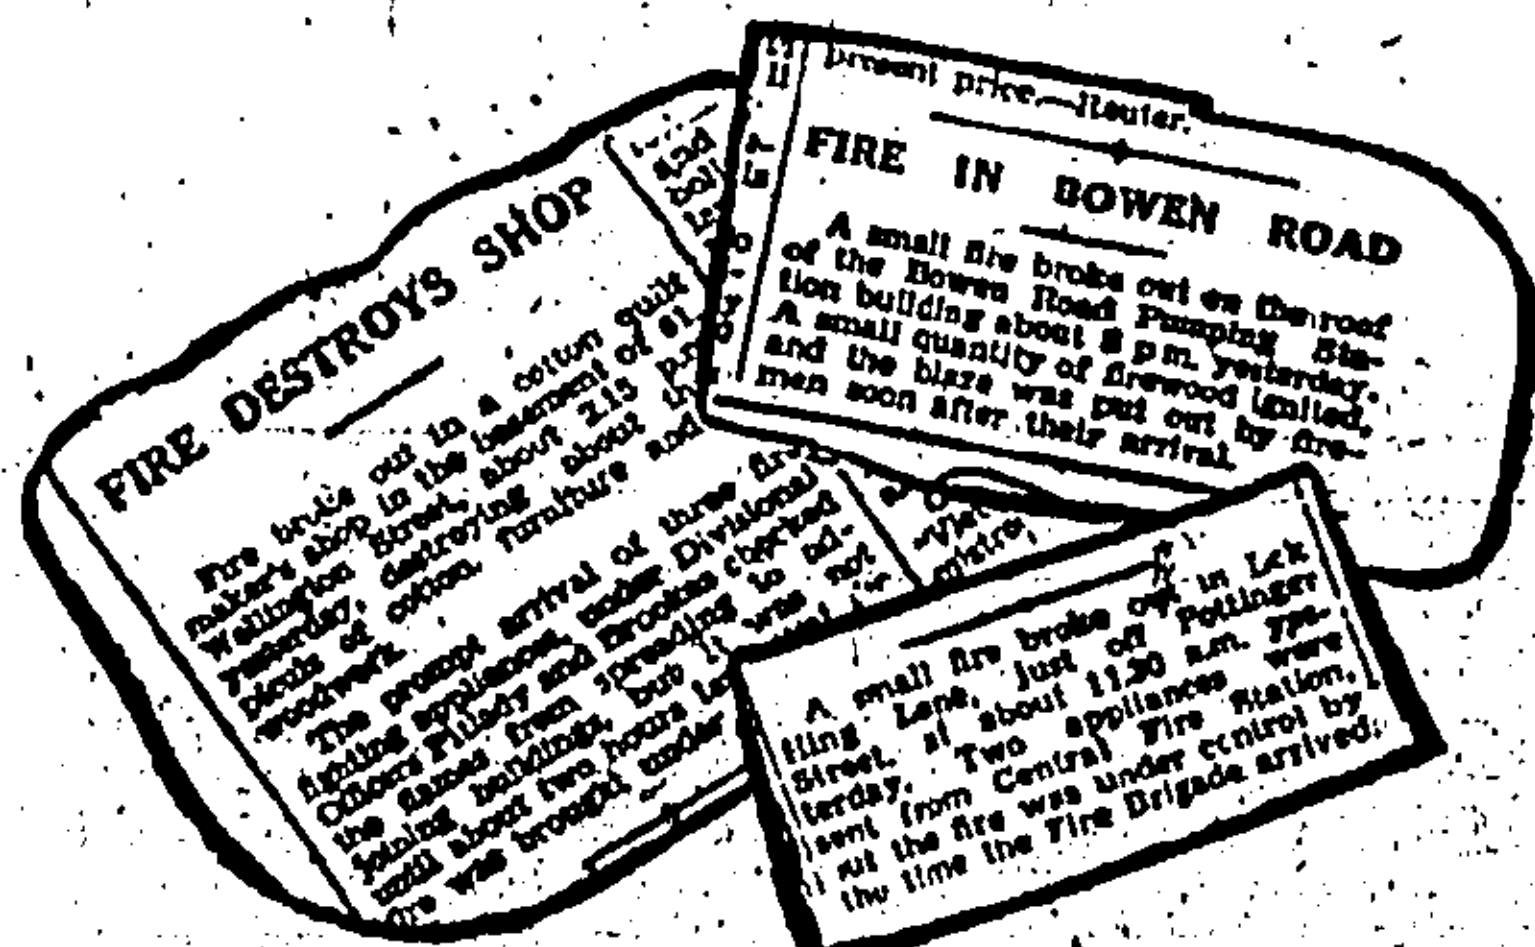 FIRE DESTROYS SHOP
Fire out in a cotton quilt
maker's shop in the basement of 81
Wellington Street, about 2.15
yesterday, destroying about
piculs of cotton, furniture and
woodwork.
The prompt arrival of three
fighting appliances, under Divisional
Officers and Brooks checked
the flames from spreading to ad-
joining buildings, but it was not
until about two hours
fire was brought under
and
present price.—Reuter.
FIRE IN BOWEN ROAD
A small fire broke out on the roof
of the Bowen Road Pumping Sta-
tion building about p.m. yesterday.
A small quantity of firewood ignited,
and the blaze was put out by fire-
men soon after their arrival.
A small fire broke out in Lek
Lane, just off Pottinger
Street, at about 11.30 a.m. yes-
terday. Two appliances were
sent from Central Fire Station,
but the fire was under control by
the time the Fire Brigade arrived.